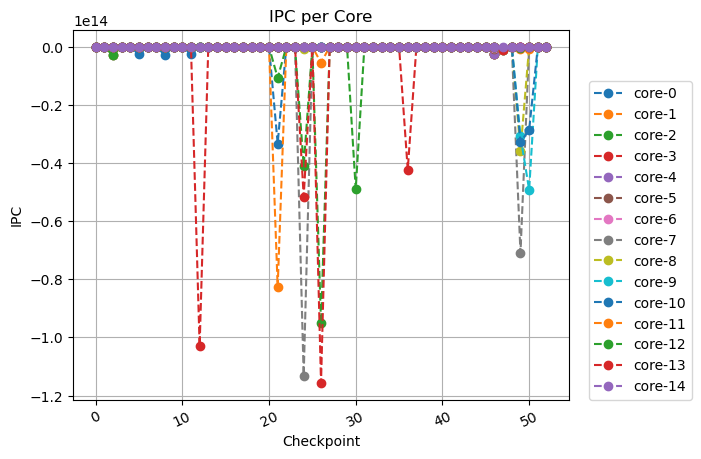 IPC per Core
1e14
0.0
−0.2
−0.4
−0.6
−0.8
−1.0
−1.2
IPC
0
10
20
30
40
50
Checkpoint
core-0
core-1
core-2
core-3
core-4
core-5
core-6
core-7
core-8
core-9
core-10
core-11
core-12
core-13
core-14